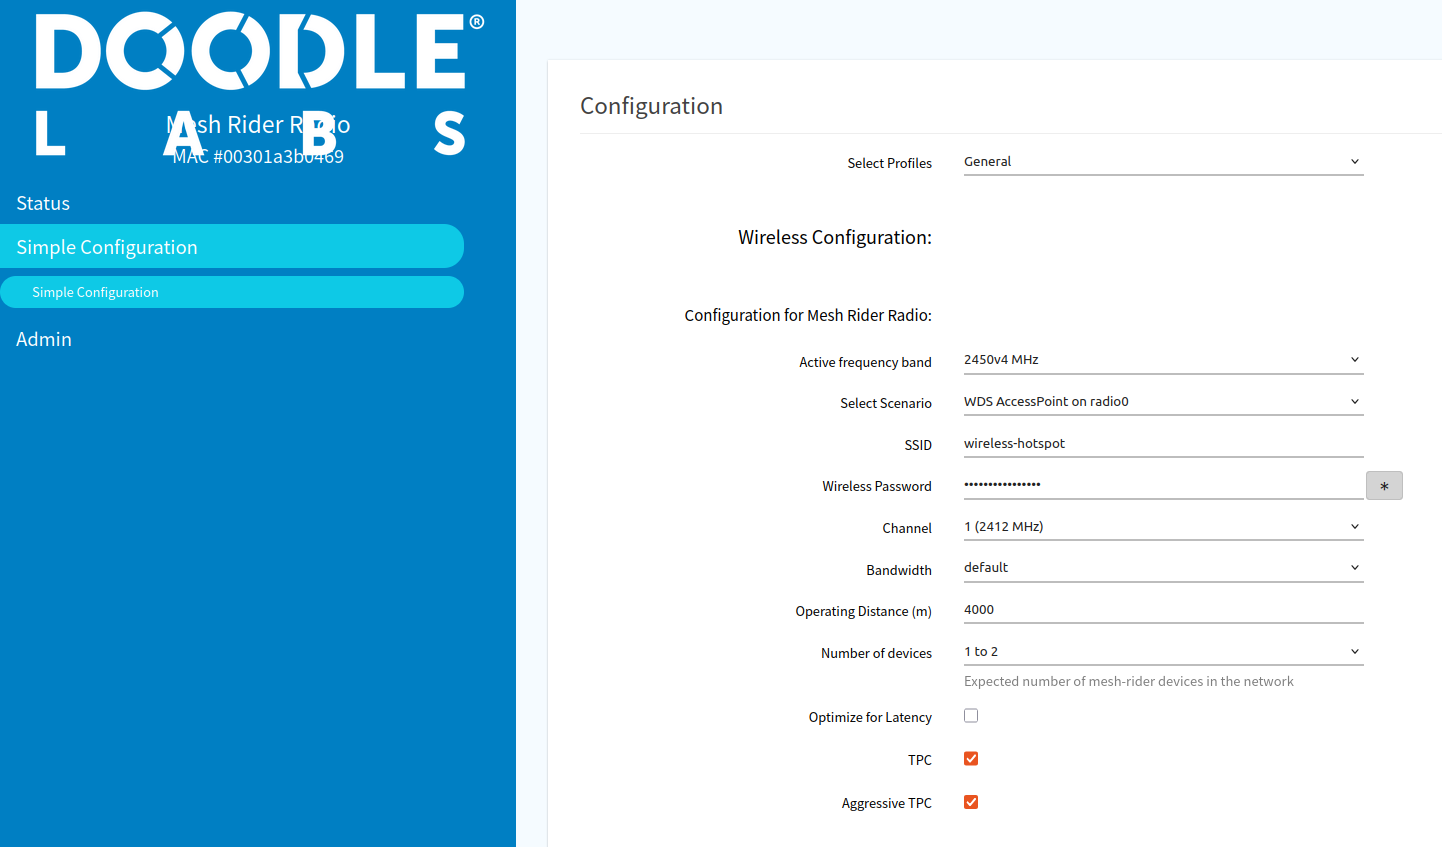 DOODLE®
LABS
Mesh Rider Radio
MAC #00301a3b0469
Status
Simple Configuration
Simple Configuration
Admin
Configuration
Select Profiles General
Wireless Configuration:
Configuration for Mesh Rider Radio:
Active frequency band 2450v4 MHz
Select Scenario WDS AccessPoint on radio0
SSID wireless-hotspot
Wireless Password •••••••••••••••• *
Channel 1 (2412 MHz)
Bandwidth default
Operating Distance (m) 4000
Number of devices 1 to 2
Expected number of mesh-rider devices in the network
Optimize for Latency
TPC
Aggressive TPC